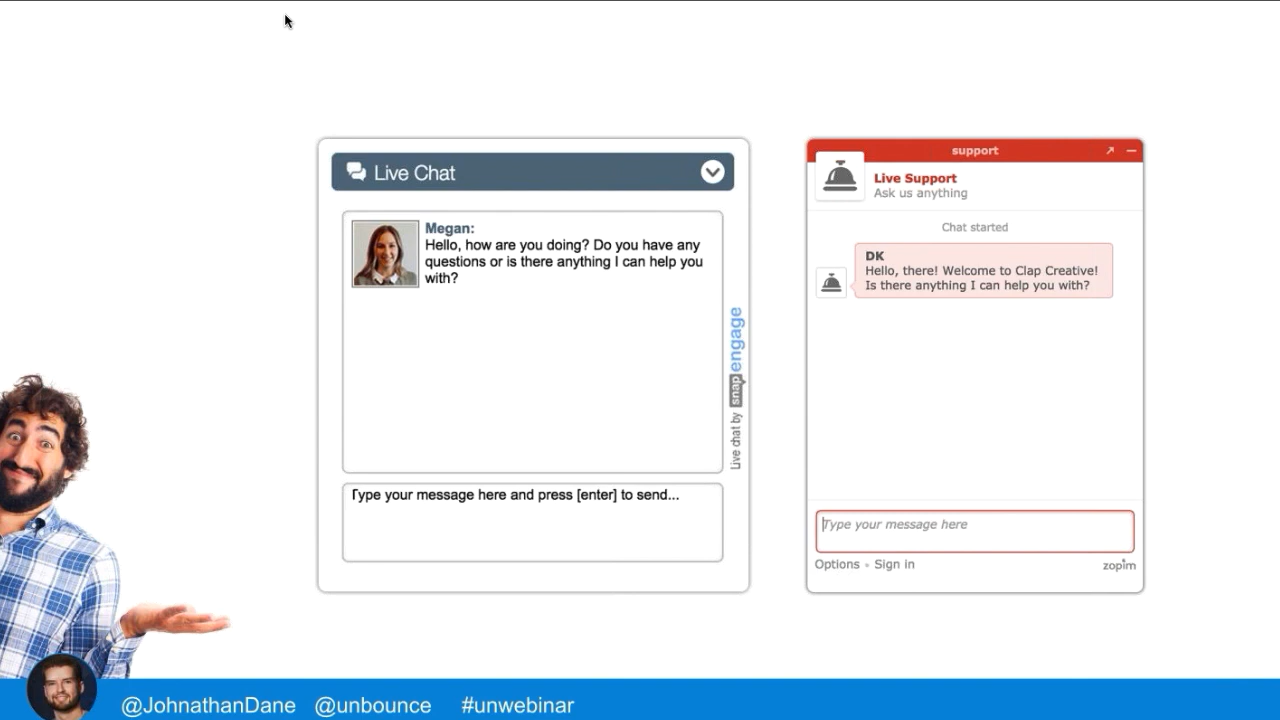 Live Chat
Megan:
Hello, how are you doing? Do you have any
questions or is there anything I can help you
with?
Live chat by snapengage
Type your message here and press [enter] to send...
support
Live Support
Ask us anything
Chat started
DK
Hello, there! Welcome to Clap Creative!
Is there anything I can help you with?
Type your message here
Options • Sign in
zopim
@JohnathanDane @unbounce #unwebinar